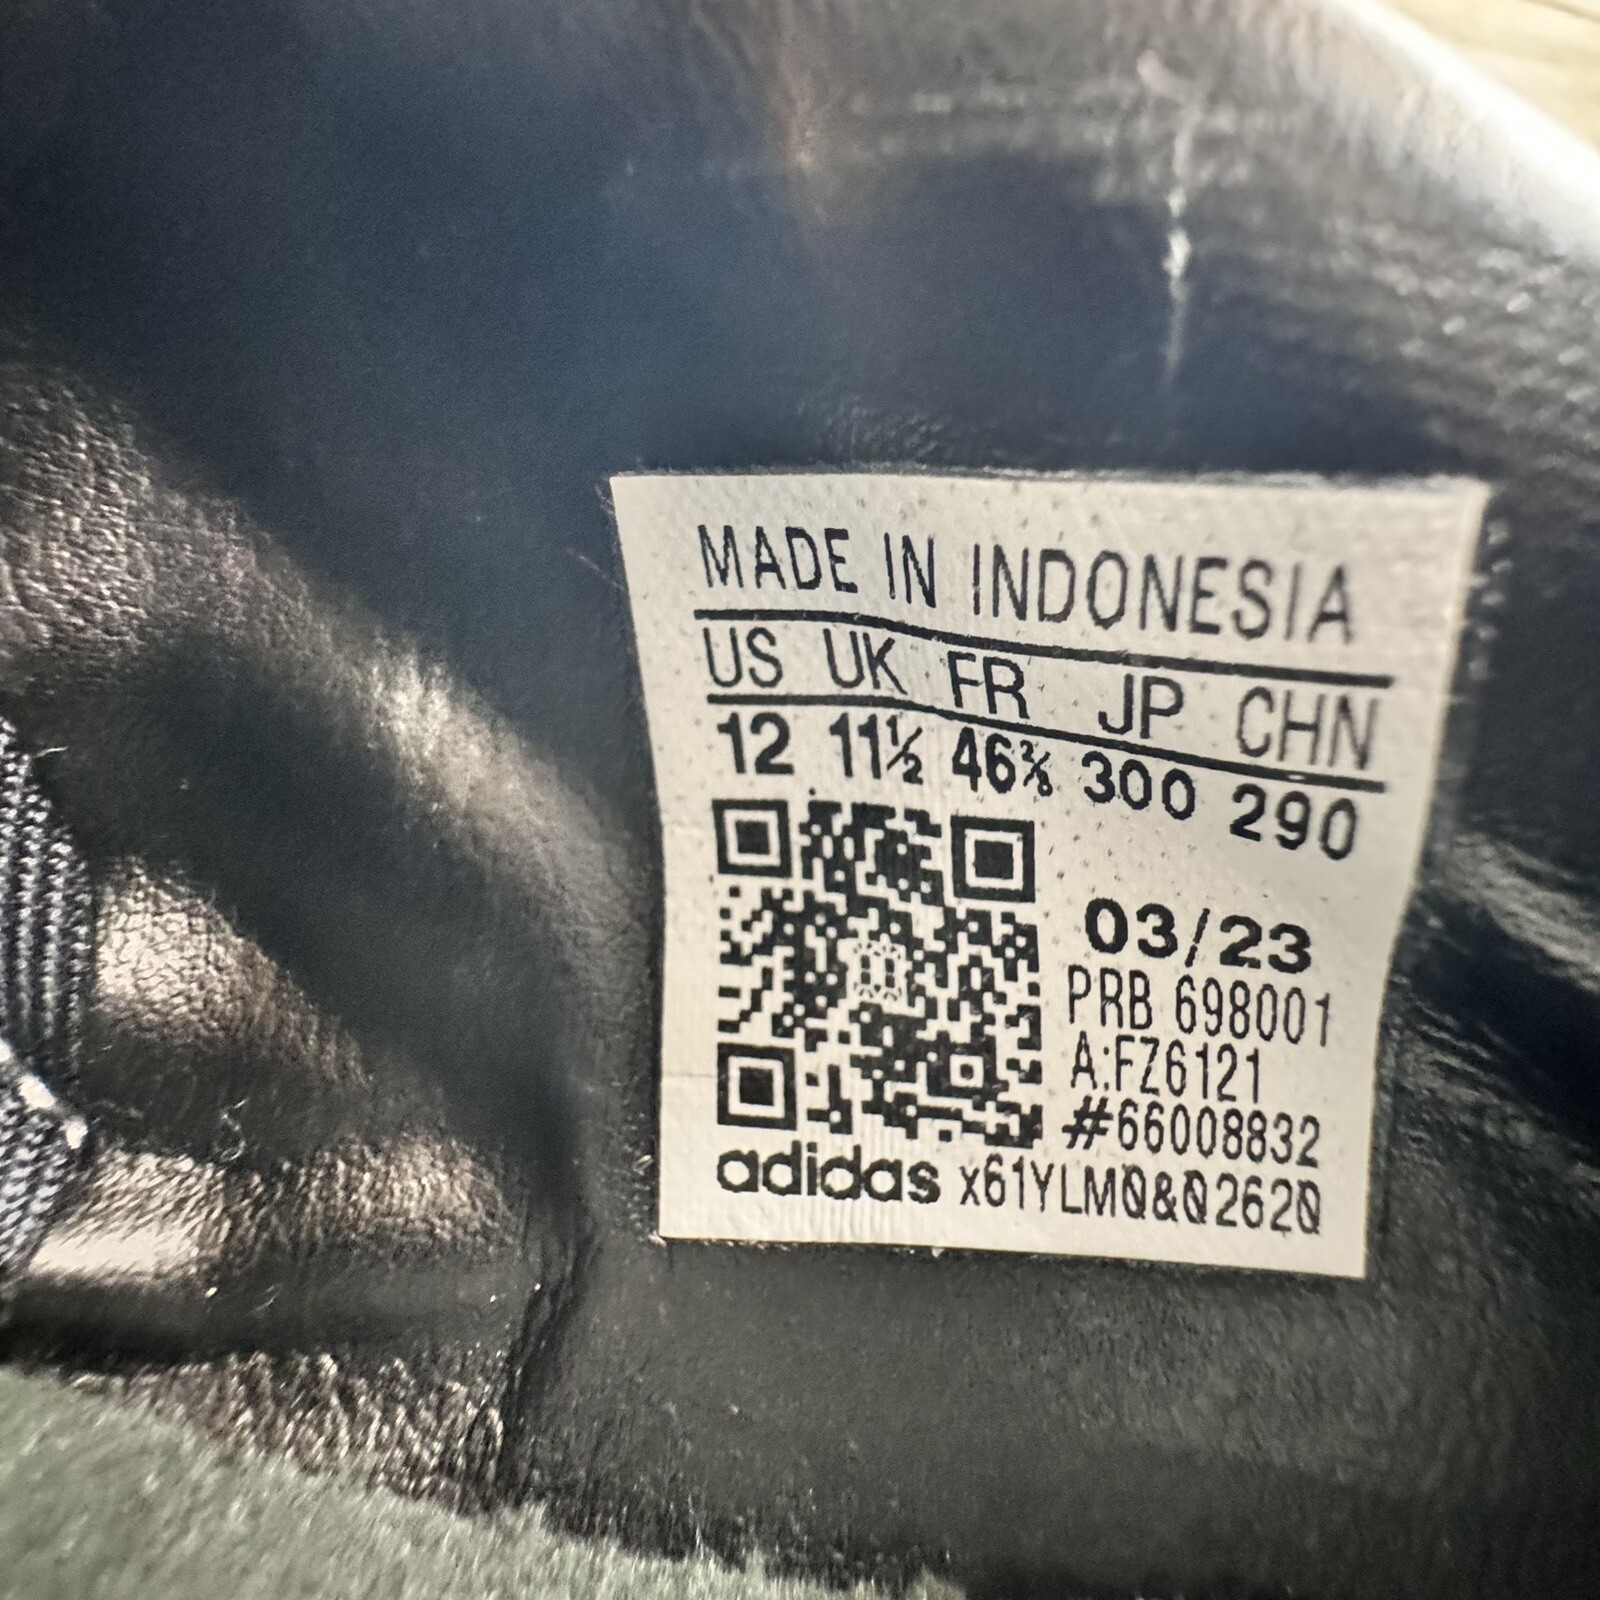 MADE IN INDONESIA
US UK FR JP CHN
12 11½ 46⅔ 300 290
03/23
PRB 698001
A:FZ6121
#66008832
adidas x61YLM0&02620